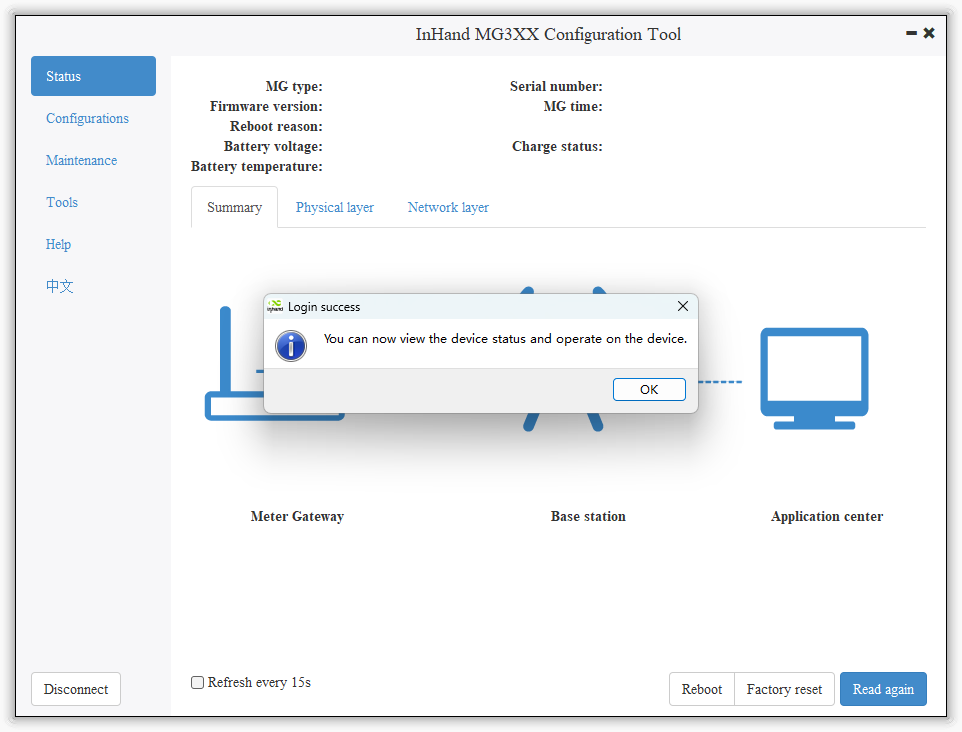 InHand MG3XX Configuration Tool
Status
Configurations
Maintenance
Tools
Help
中文
MG type:
Serial number:
Firmware version:
MG time:
Reboot reason:
Battery voltage:
Charge status:
Battery temperature:
Summary
Physical layer
Network layer
inhand
Login success
You can now view the device status and operate on the device.
OK
Meter Gateway
Base station
Application center
Disconnect
Refresh every 15s
Reboot
Factory reset
Read again